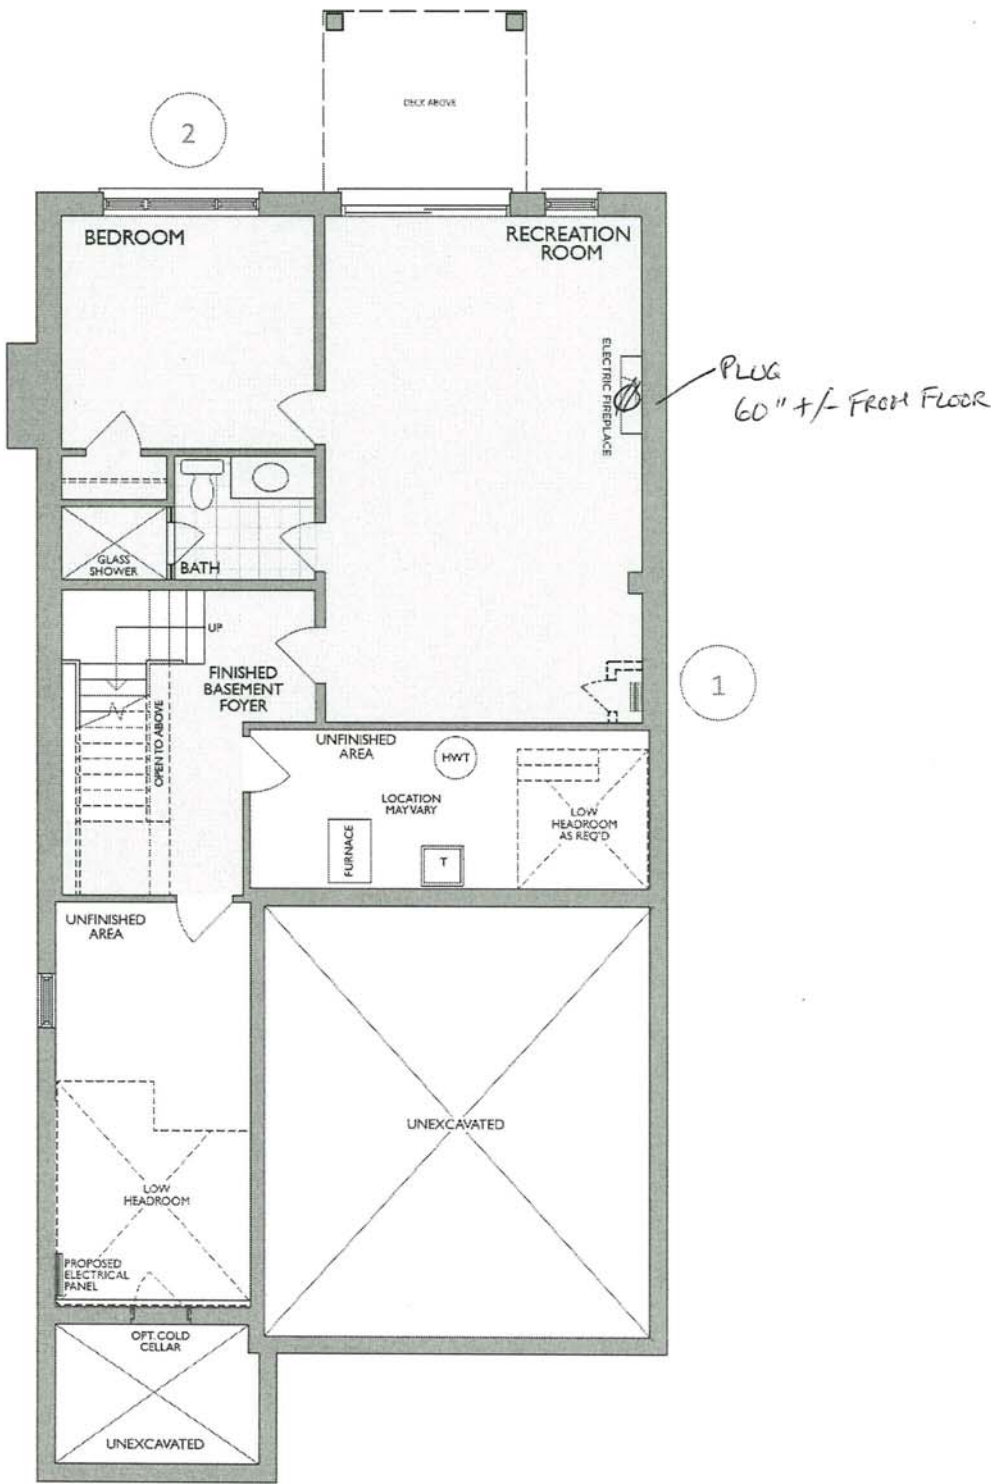 DECK ABOVE
2
BEDROOM
RECREATION
ROOM
ELECTRIC FIREPLACE
PLUG
60" +/- FROM FLOOR
GLASS
SHOWER
BATH
UP
FINISHED
BASEMENT
FOYER
OPEN TO ABOVE
1
UNFINISHED
AREA
HWT
LOCATION
MAY VARY
FURNACE
T
LOW
HEADROOM
AS REQ'D
UNFINISHED
AREA
UNEXCAVATED
LOW
HEADROOM
PROPOSED
ELECTRICAL
PANEL
OPT. COLD
CELLAR
UNEXCAVATED